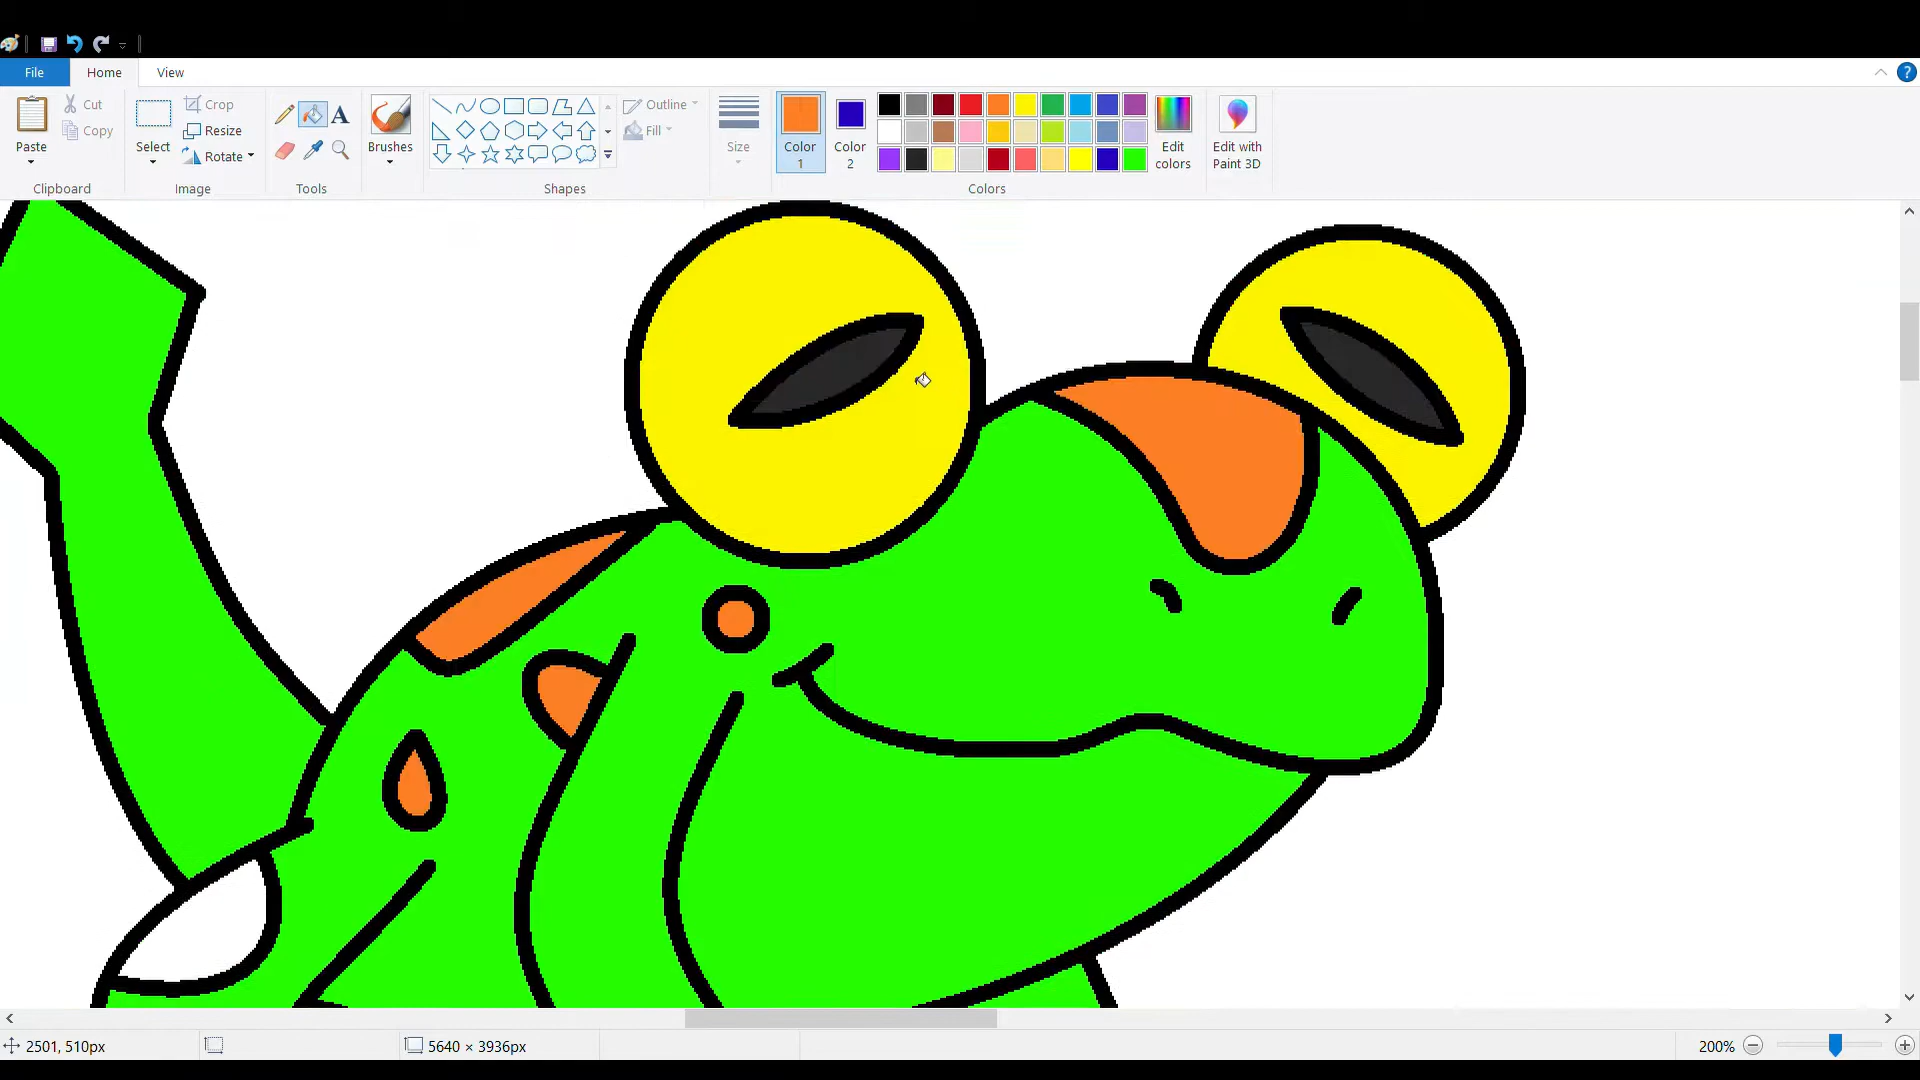 File Home View
Cut
Crop
Outline
Copy
Resize
A
Fill
Paste
Select
Rotate
Brushes
Size
Color 1
Color 2
Edit colors
Edit with Paint 3D
Clipboard
Image
Tools
Shapes
Colors
2501, 510px
5640 × 3936px
200%